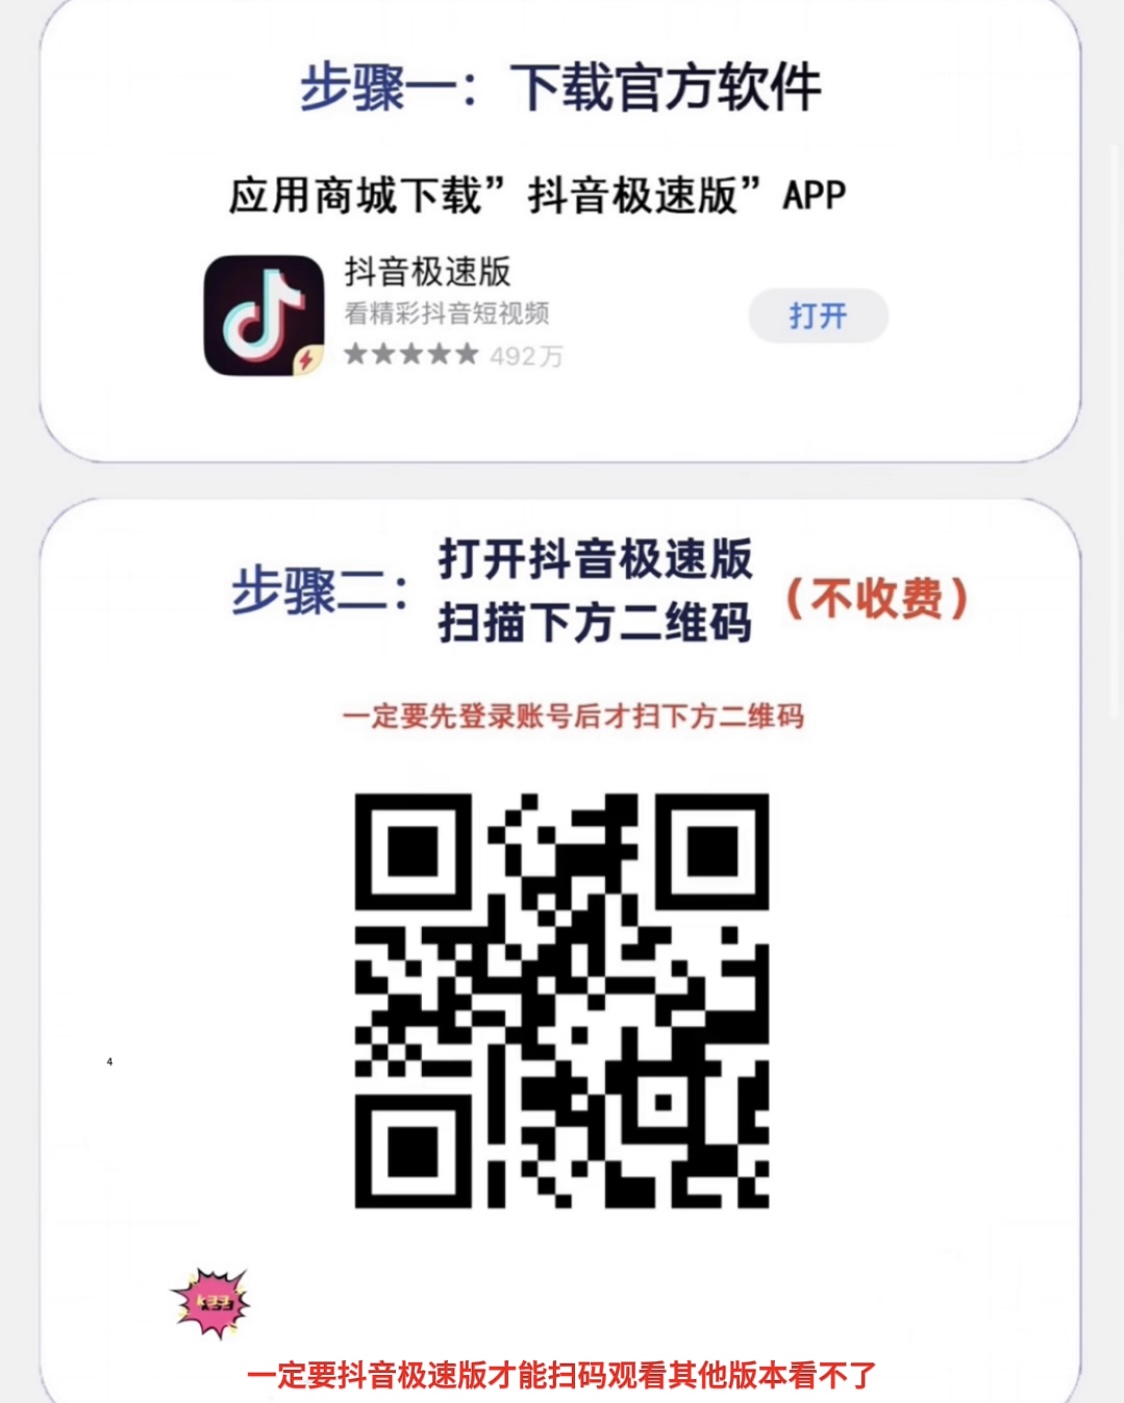 步骤一：下载官方软件
应用商城下载”抖音极速版”APP
抖音极速版
看精彩抖音短视频
★★★★★ 492万
打开
步骤二：
打开抖音极速版
扫描下方二维码
（不收费）
一定要先登录账号后才扫下方二维码
4
k33
一定要抖音极速版才能扫码观看其他版本看不了